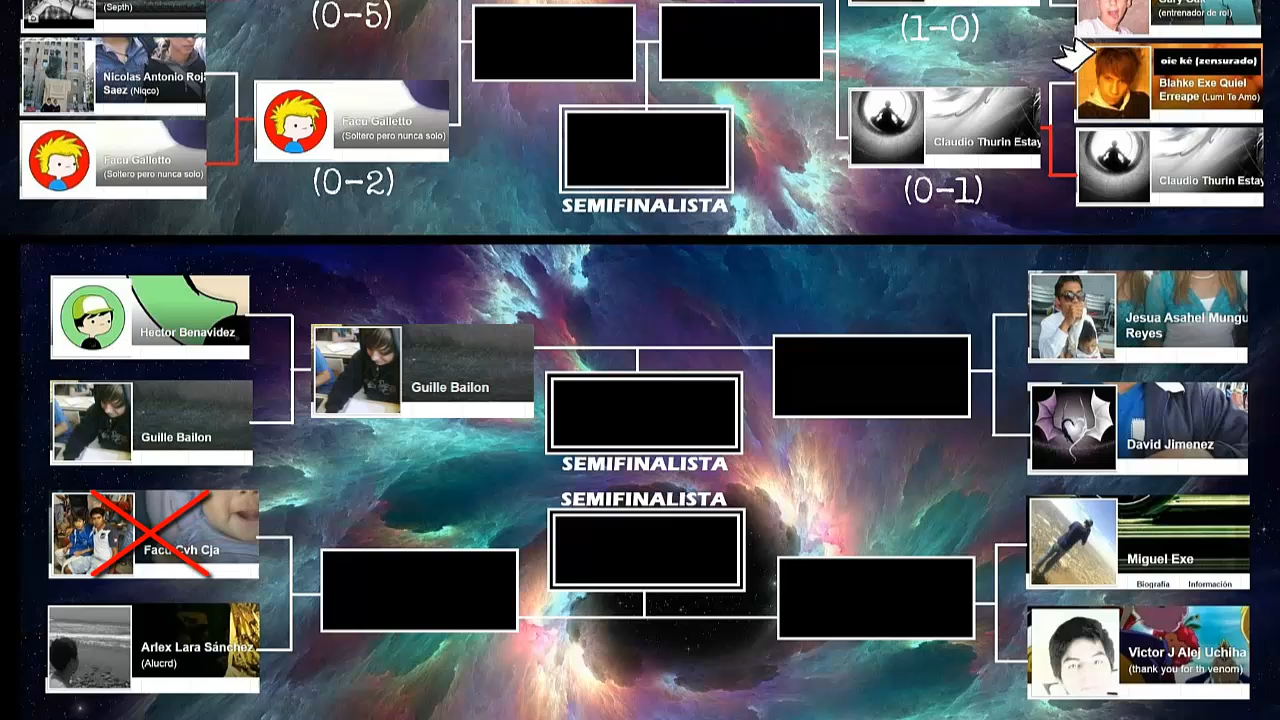 (Septh)
(0-5)
(1-0)
(entrenador de rol)
Nicolas Antonio Roj
Saez (Niqco)
Facu Galletto
(Soltero pero nunca solo)
oie ké (zensurado)
Blahke Exe Quiel
Erreape (Lumi Te Amo)
Claudio Thurin Estay
Facu Galletto
(Soltero pero nunca solo)
(0-2)
(0-1)
Claudio Thurin Estay
SEMIFINALISTA
Hector Benavidez
Jesua Asahel Mungu
Reyes
Guille Bailon
Guille Bailon
David Jimenez
SEMIFINALISTA
SEMIFINALISTA
Facu Cvh Cja
Miguel Exe
Biografía Información
Arlex Lara Sánchez
(Alucrd)
Victor J Alej Uchiha
(thank you for th venom)